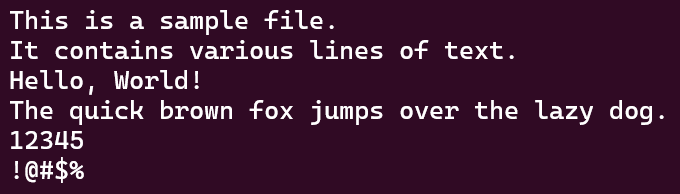 This is a sample file.
It contains various lines of text.
Hello, World!
The quick brown fox jumps over the lazy dog.
12345
!@#$%